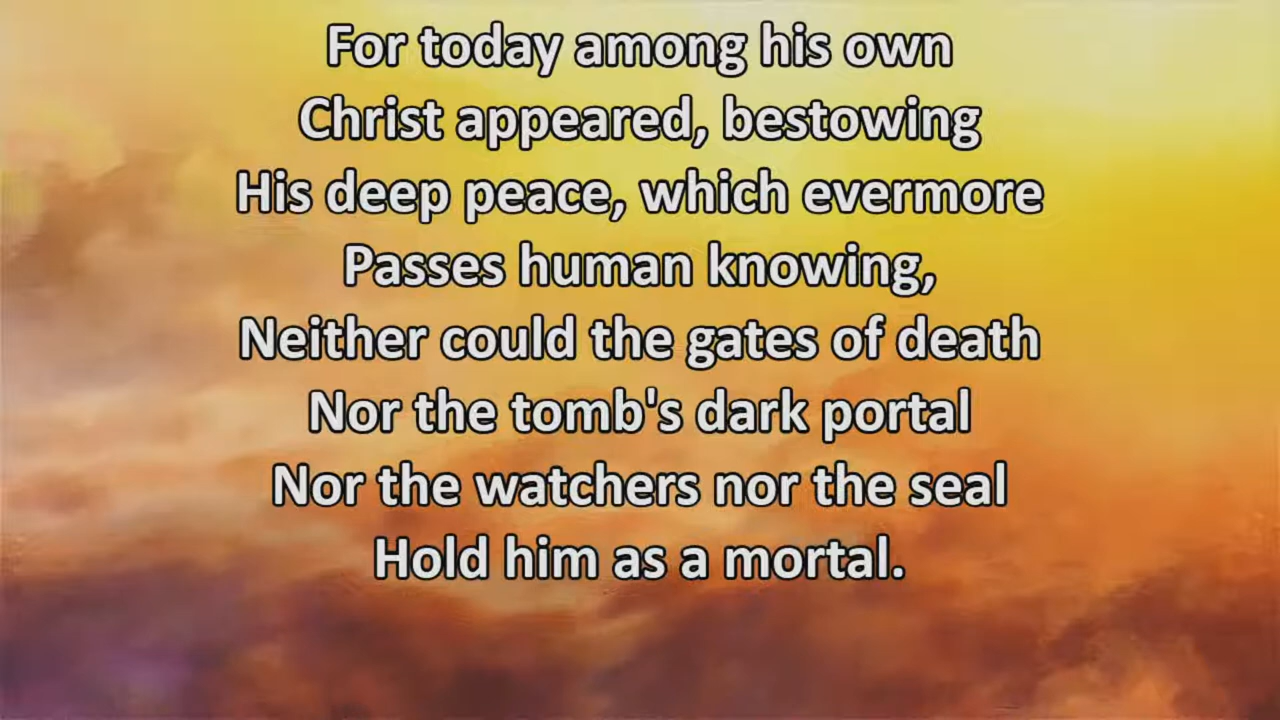 For today among his own
Christ appeared, bestowing
His deep peace, which evermore
Passes human knowing,
Neither could the gates of death
Nor the tomb's dark portal
Nor the watchers nor the seal
Hold him as a mortal.